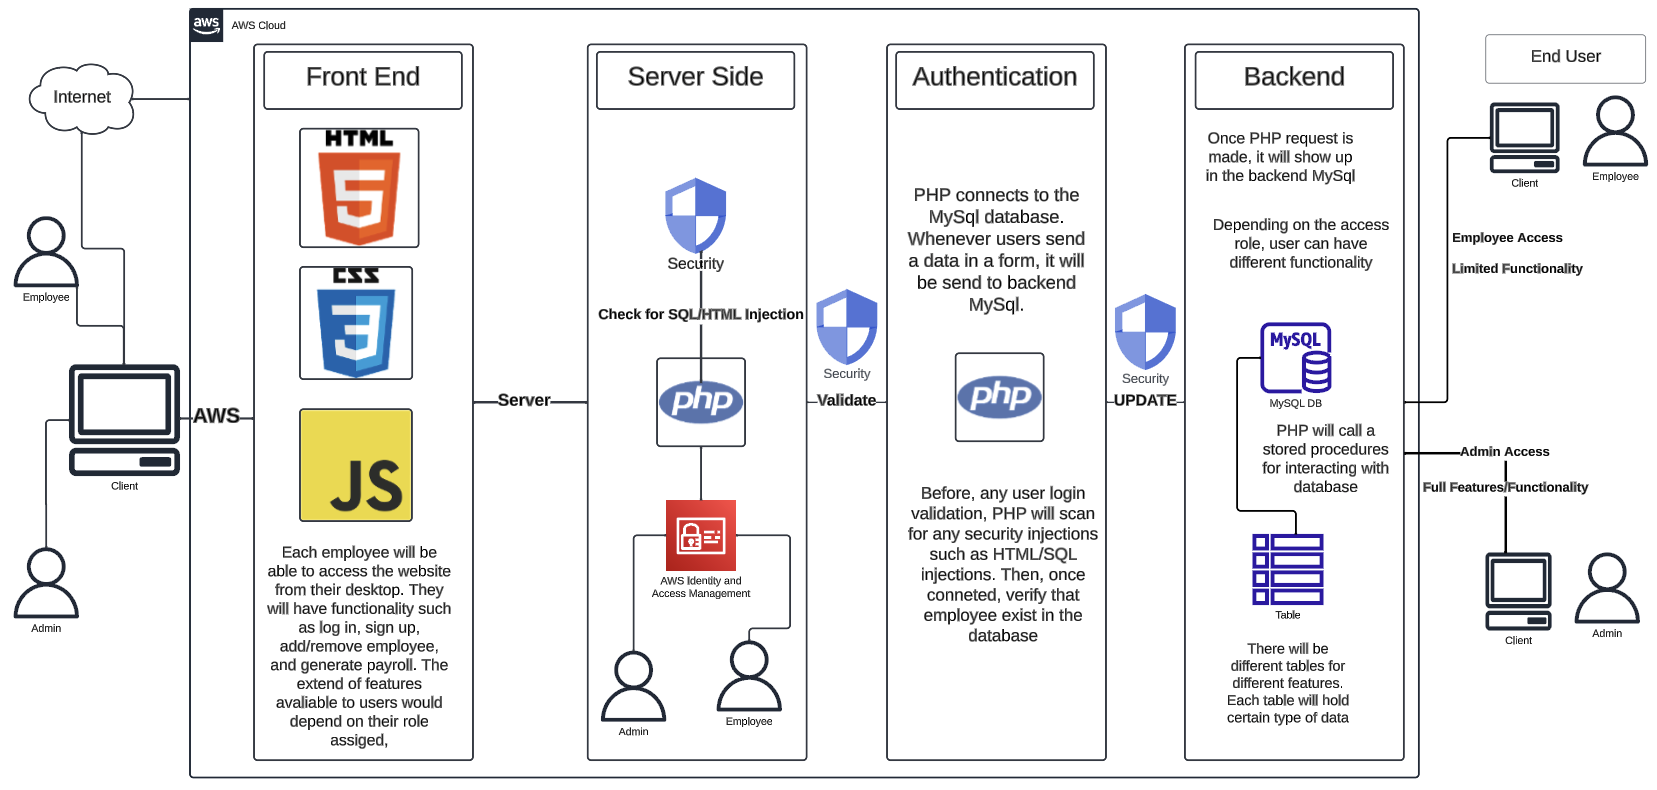 aws
AWS Cloud
Internet
Employee
Client
Admin
AWS
Front End
HTML
5
CSS
3
JS
Each employee will be
able to access the website
from their desktop. They
will have functionality such
as log in, sign up,
add/remove employee,
and generate payroll. The
extend of features
avaliable to users would
depend on their role
assiged,
Server
Server Side
Security
Check for SQL/HTML Injection
php
AWS Identity and
Access Management
Admin
Employee
Security
Validate
Authentication
PHP connects to the
MySql database.
Whenever users send
a data in a form, it will
be send to backend
MySql.
php
Before, any user login
validation, PHP will scan
for any security injections
such as HTML/SQL
injections. Then, once
conneted, verify that
employee exist in the
database
Security
UPDATE
Backend
Once PHP request is
made, it will show up
in the backend MySql
Depending on the access
role, user can have
different functionality
MySQL
MySQL DB
PHP will call a
stored procedures
for interacting with
database
Table
There will be
different tables for
different features.
Each table will hold
certain type of data
End User
Client
Employee
Employee Access
Limited Functionality
Admin Access
Full Features/Functionality
Client
Admin